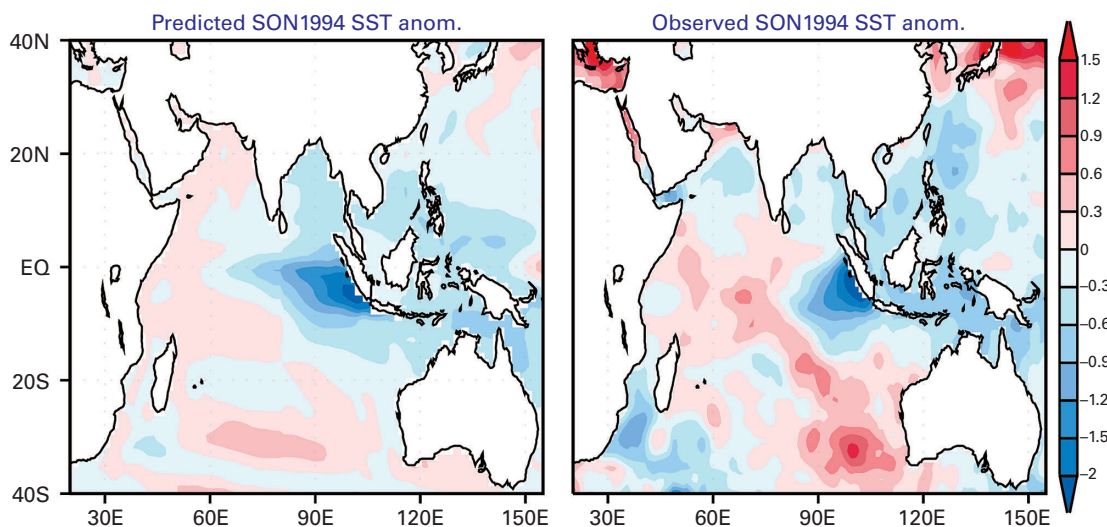 Predicted SON1994 SST anom.
Observed SON1994 SST anom.
40N
20N
EQ
20S
40S
30E 60E 90E 120E 150E
30E 60E 90E 120E 150E
1.5
1.2
0.9
0.6
0.3
0
-0.3
-0.6
-0.9
-1.2
-1.5
-2